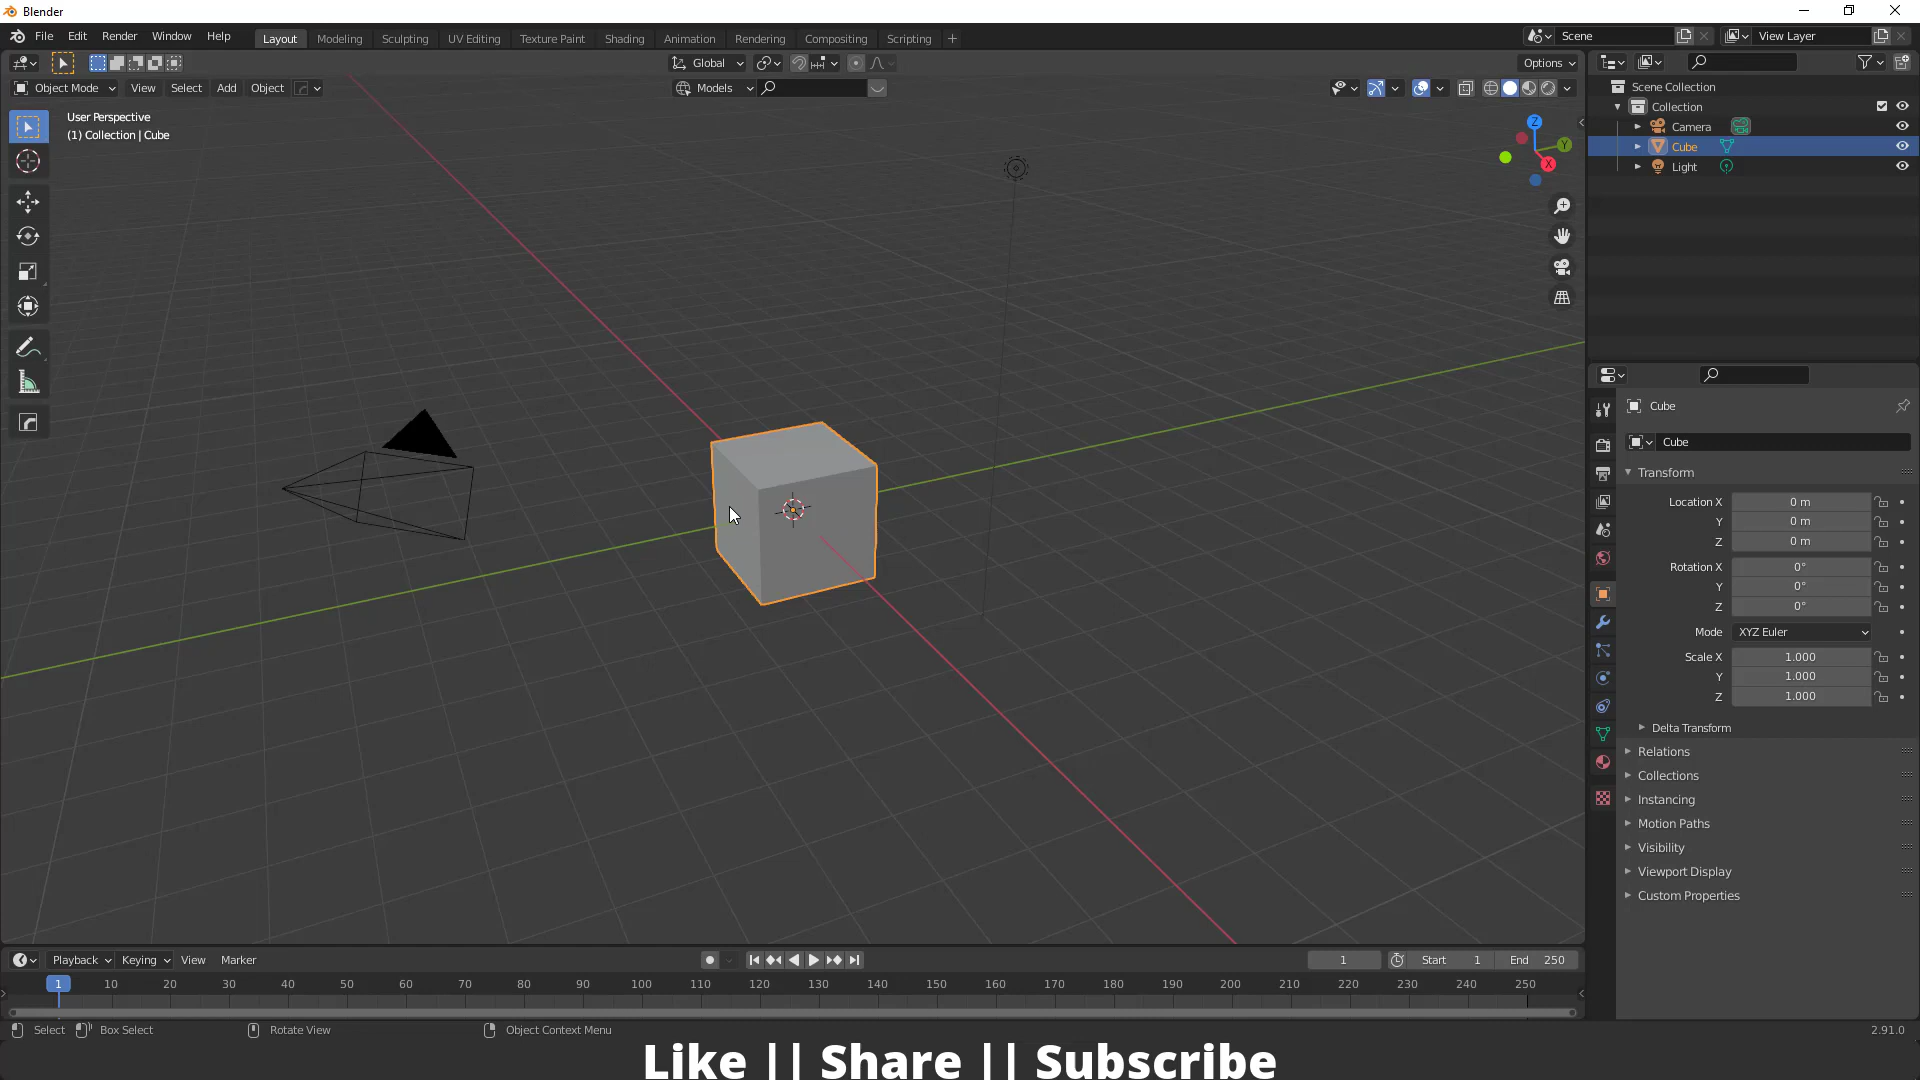 Blender
File Edit Render Window Help
Layout Modeling Sculpting UV Editing Texture Paint Shading Animation Rendering Compositing Scripting +
Scene
View Layer
Global
Options
Object Mode View Select Add Object
Models
User Perspective
(1) Collection | Cube
Z
Y
X
Scene Collection
Collection
Camera
Cube
Light
Cube
Cube
Transform
Location X 0 m
Y 0 m
Z 0 m
Rotation X 0°
Y 0°
Z 0°
Mode XYZ Euler
Scale X 1.000
Y 1.000
Z 1.000
Delta Transform
Relations
Collections
Instancing
Motion Paths
Visibility
Viewport Display
Custom Properties
Playback Keying View Marker
1 Start 1 End 250
1 10 20 30 40 50 60 70 80 90 100 110 120 130 140 150 160 170 180 190 200 210 220 230 240 250
Select Box Select Rotate View Object Context Menu 2.91.0
Like || Share || Subscribe